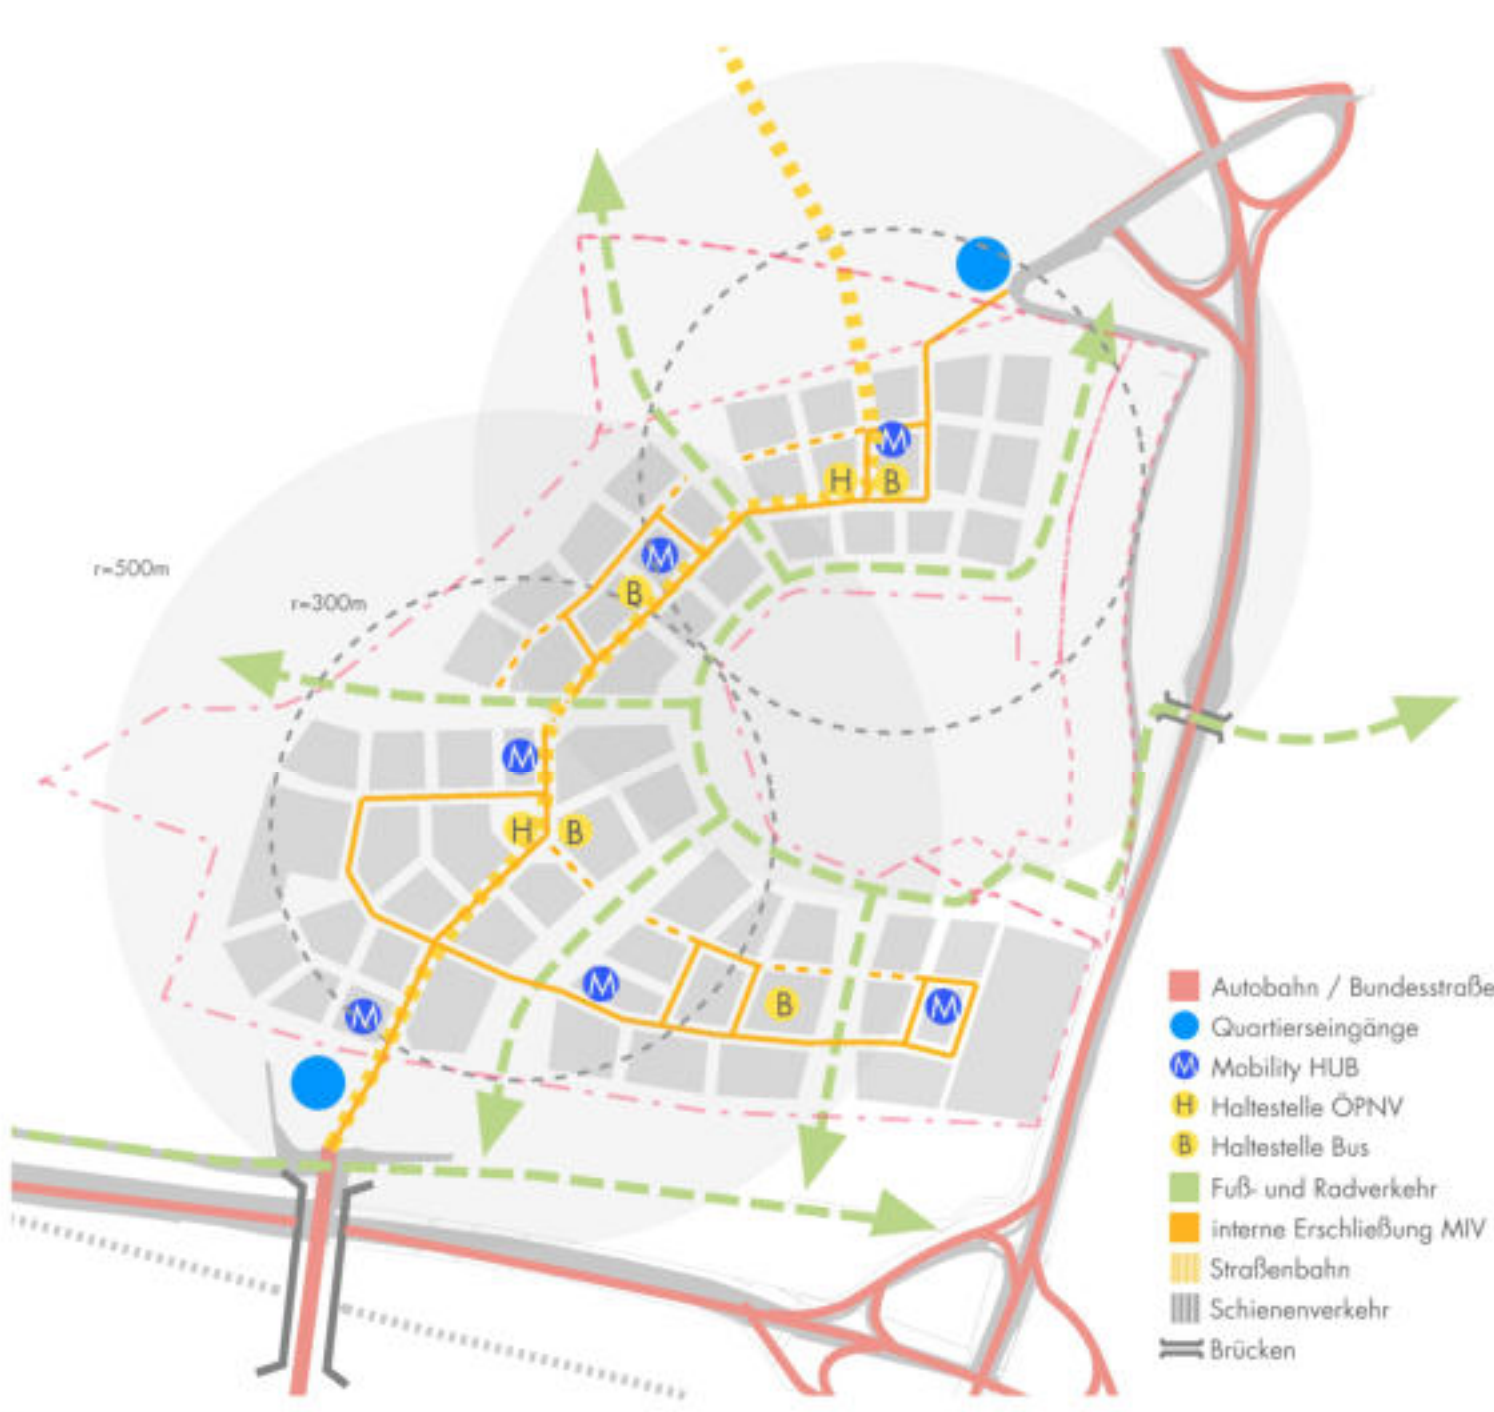 M
H
B
M
r=500m
B
r=300m
M
H
B
M
B
M
M
Autobahn / Bundesstraße
Quartierseingänge
M Mobility HUB
H Haltestelle ÖPNV
B Haltestelle Bus
Fuß- und Radverkehr
interne Erschließung MIV
Straßenbahn
Schienenverkehr
Brücken